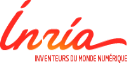 Inria
INVENTEURS DU MONDE NUMÉRIQUE